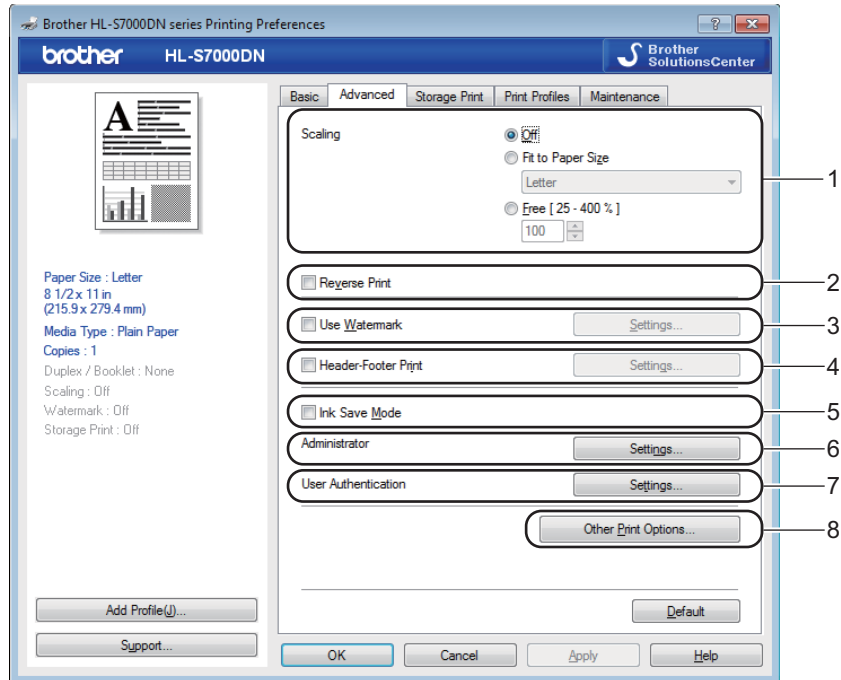 Brother HL-S7000DN series Printing Preferences
brother HL-S7000DN
Brother
SolutionsCenter
Basic Advanced Storage Print Print Profiles Maintenance
A
Scaling
Off
Fit to Paper Size
Letter
Free [ 25 - 400 % ]
100
1
Paper Size : Letter
8 1/2 x 11 in
(215.9 x 279.4 mm)
Media Type : Plain Paper
Copies : 1
Duplex / Booklet : None
Scaling : Off
Watermark : Off
Storage Print : Off
Reverse Print
2
Use Watermark Settings...
3
Header-Footer Print Settings...
4
Ink Save Mode
5
Administrator Settings...
6
User Authentication Settings...
7
Other Print Options...
8
Add Profile(J)...
Support...
Default
OK Cancel Apply Help